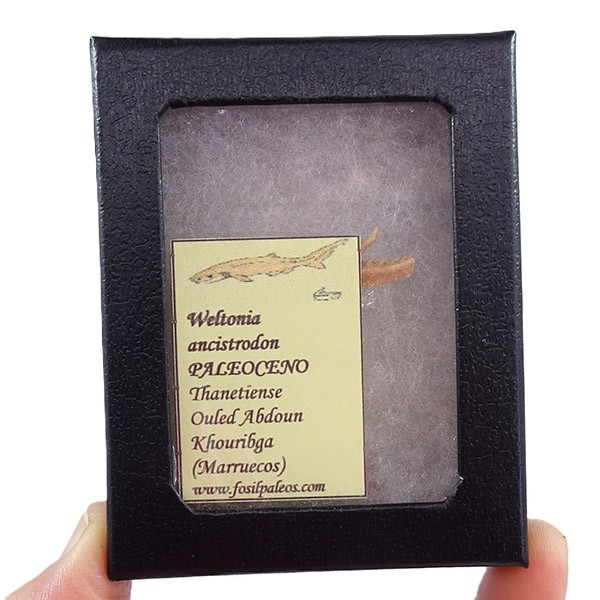 Weltonia
ancistrodon
PALEOCENO
Thanetiense
Ouled Abdoun
Khouribga
(Marruecos)
www.fosilpaleos.com